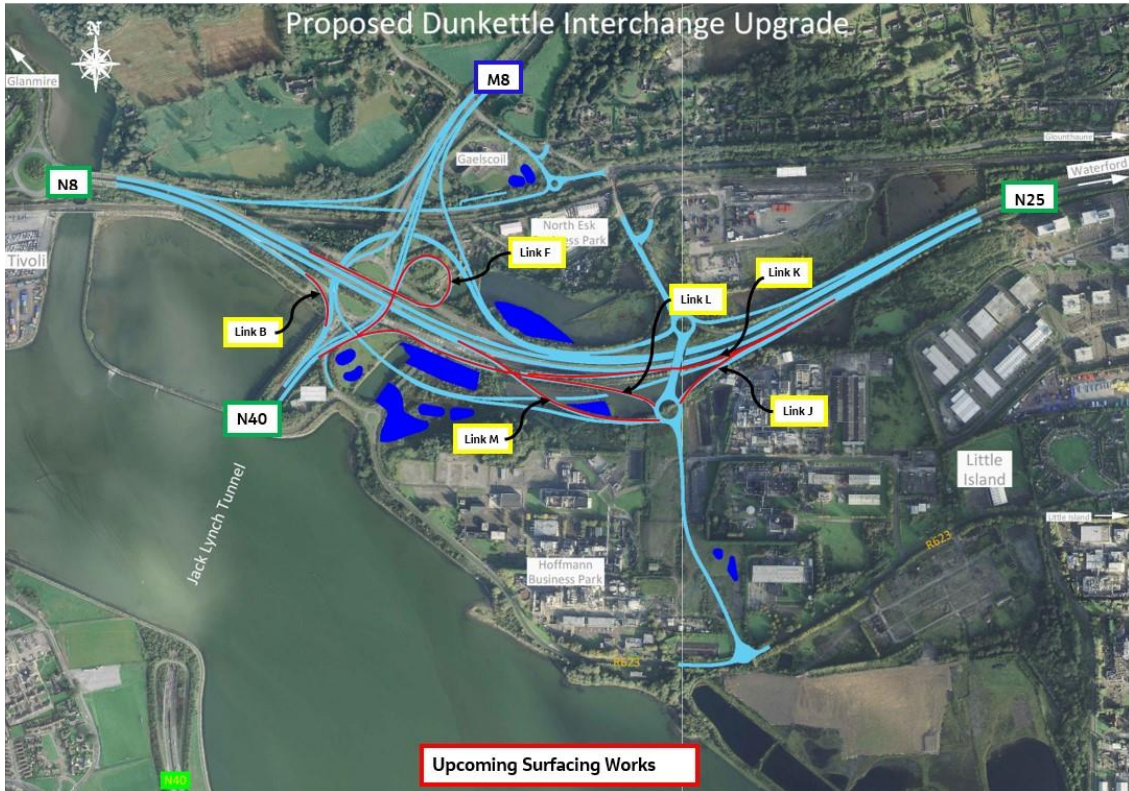 Proposed Dunkettle Interchange Upgrade
N
Glanmire
M8
Glounthaune
Gaelscoil
Waterford
N8
N25
North Esk
Business Park
Tivoli
Link F
Link K
Link L
Link B
N40
Link J
Link M
Little
Island
Jack Lynch Tunnel
Little Island
R623
Hoffmann
Business Park
R623
Upcoming Surfacing Works
N40